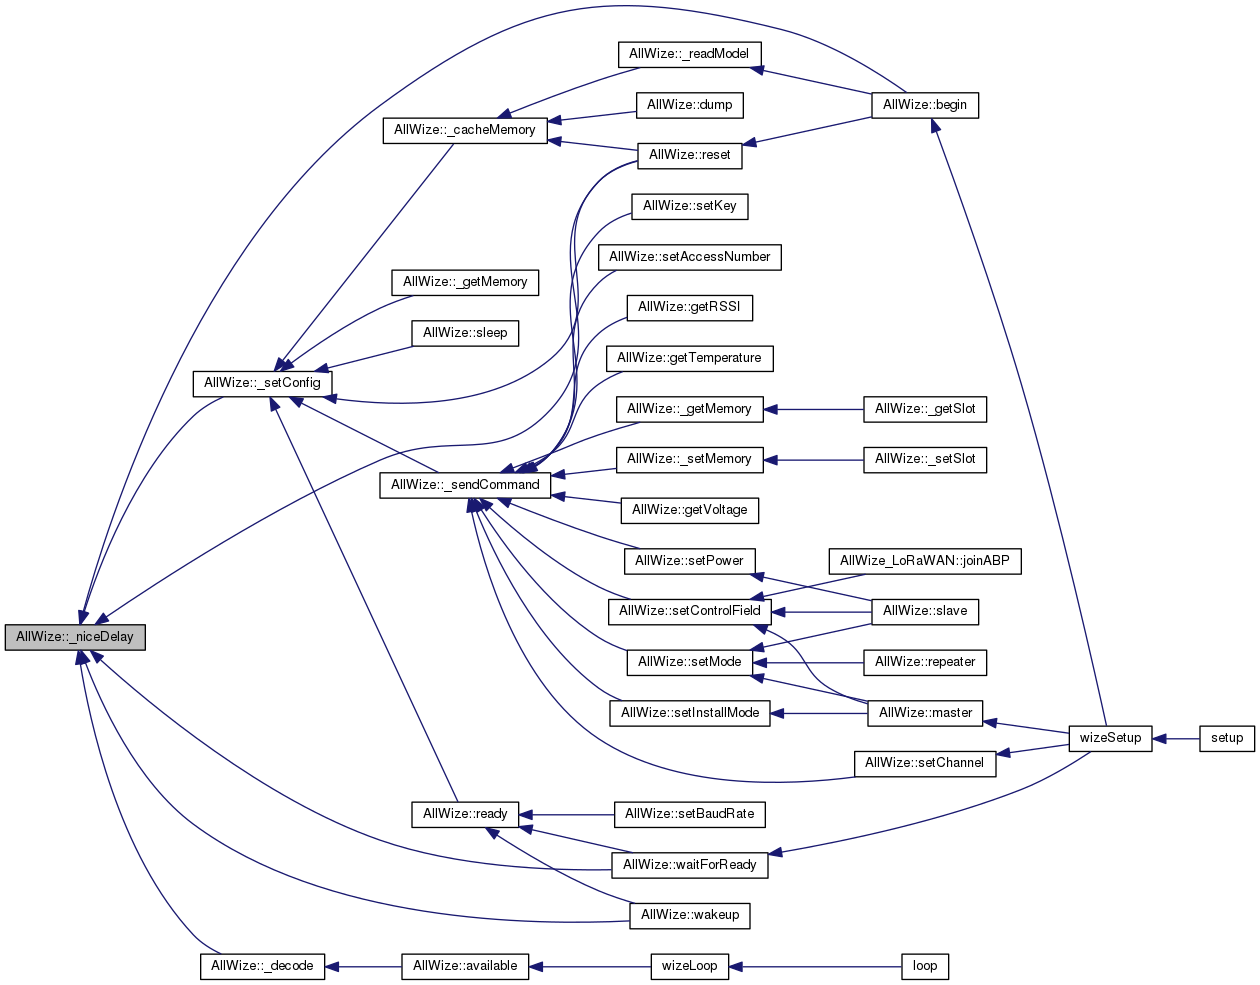 AllWize::_readModel
AllWize::dump
AllWize::begin
AllWize::_cacheMemory
AllWize::reset
AllWize::setKey
AllWize::setAccessNumber
AllWize::_getMemory
AllWize::getRSSI
AllWize::sleep
AllWize::getTemperature
AllWize::_setConfig
AllWize::_getMemory
AllWize::_getSlot
AllWize::_setMemory
AllWize::_setSlot
AllWize::_sendCommand
AllWize::getVoltage
AllWize::setPower
AllWize_LoRaWAN::joinABP
AllWize::setControlField
AllWize::slave
AllWize::_niceDelay
AllWize::setMode
AllWize::repeater
AllWize::setInstallMode
AllWize::master
wizeSetup
setup
AllWize::setChannel
AllWize::ready
AllWize::setBaudRate
AllWize::waitForReady
AllWize::wakeup
AllWize::_decode
AllWize::available
wizeLoop
loop